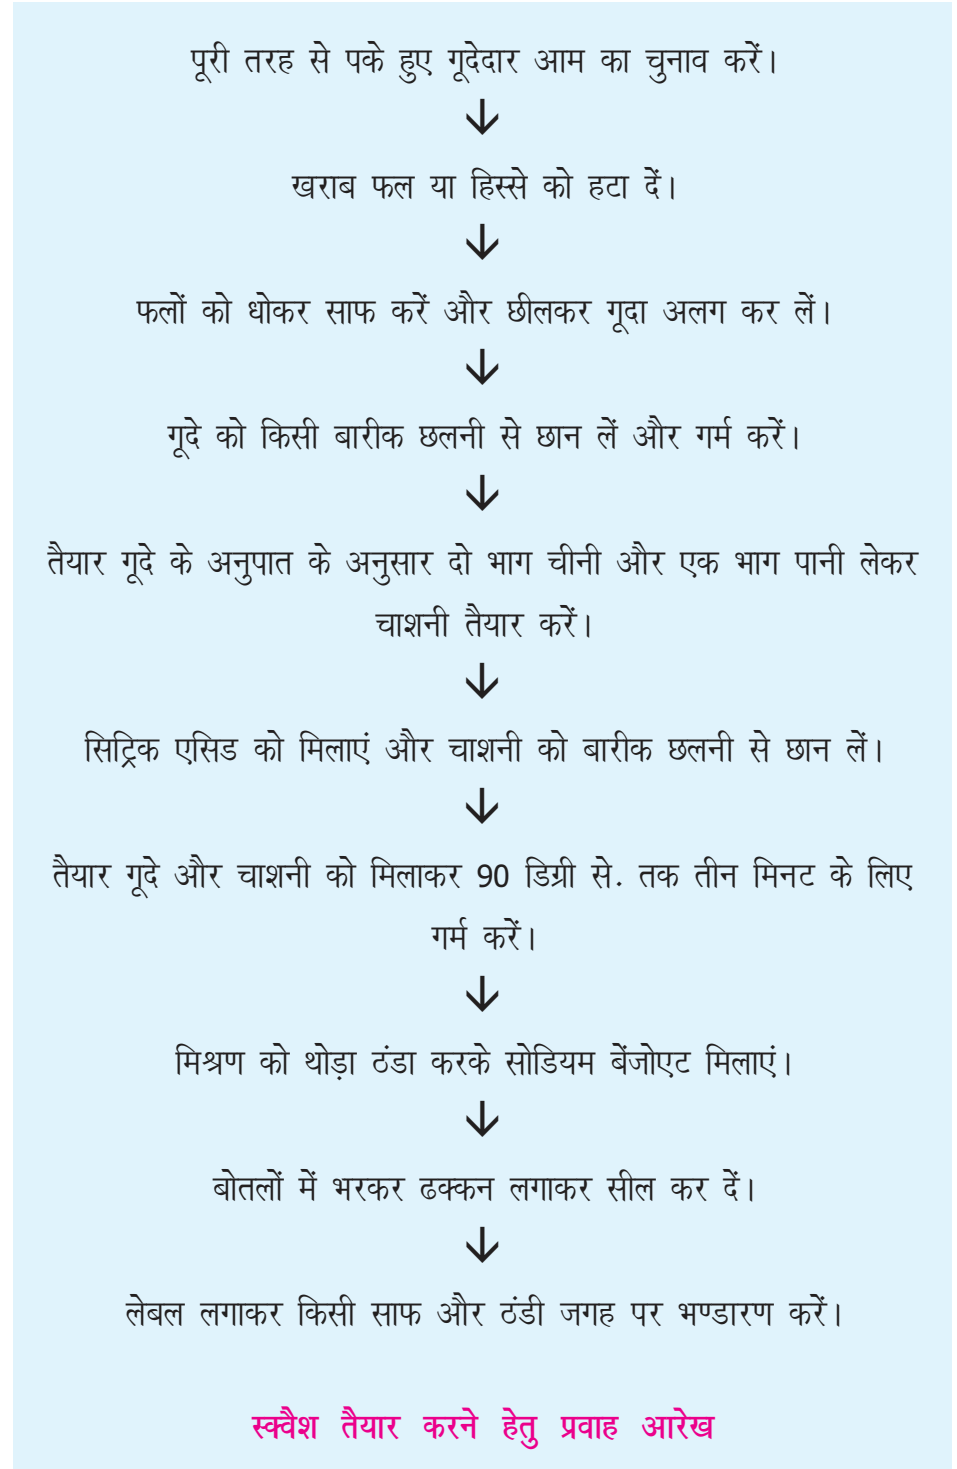 पूरी तरह से पके हुए गूदेदार आम का चुनाव करें।
↓
खराब फल या हिस्से को हटा दें।
↓
फलों को धोकर साफ करें और छीलकर गूदा अलग कर लें।
↓
गूदे को किसी बारीक छलनी से छान लें और गर्म करें।
↓
तैयार गूदे के अनुपात के अनुसार दो भाग चीनी और एक भाग पानी लेकर
चाशनी तैयार करें।
↓
सिट्रिक एसिड को मिलाएं और चाशनी को बारीक छलनी से छान लें।
↓
तैयार गूदे और चाशनी को मिलाकर 90 डिग्री से. तक तीन मिनट के लिए
गर्म करें।
↓
मिश्रण को थोड़ा ठंडा करके सोडियम बेंजोएट मिलाएं।
↓
बोतलों में भरकर ढक्कन लगाकर सील कर दें।
↓
लेबल लगाकर किसी साफ और ठंडी जगह पर भण्डारण करें।
स्क्वैश तैयार करने हेतु प्रवाह आरेख